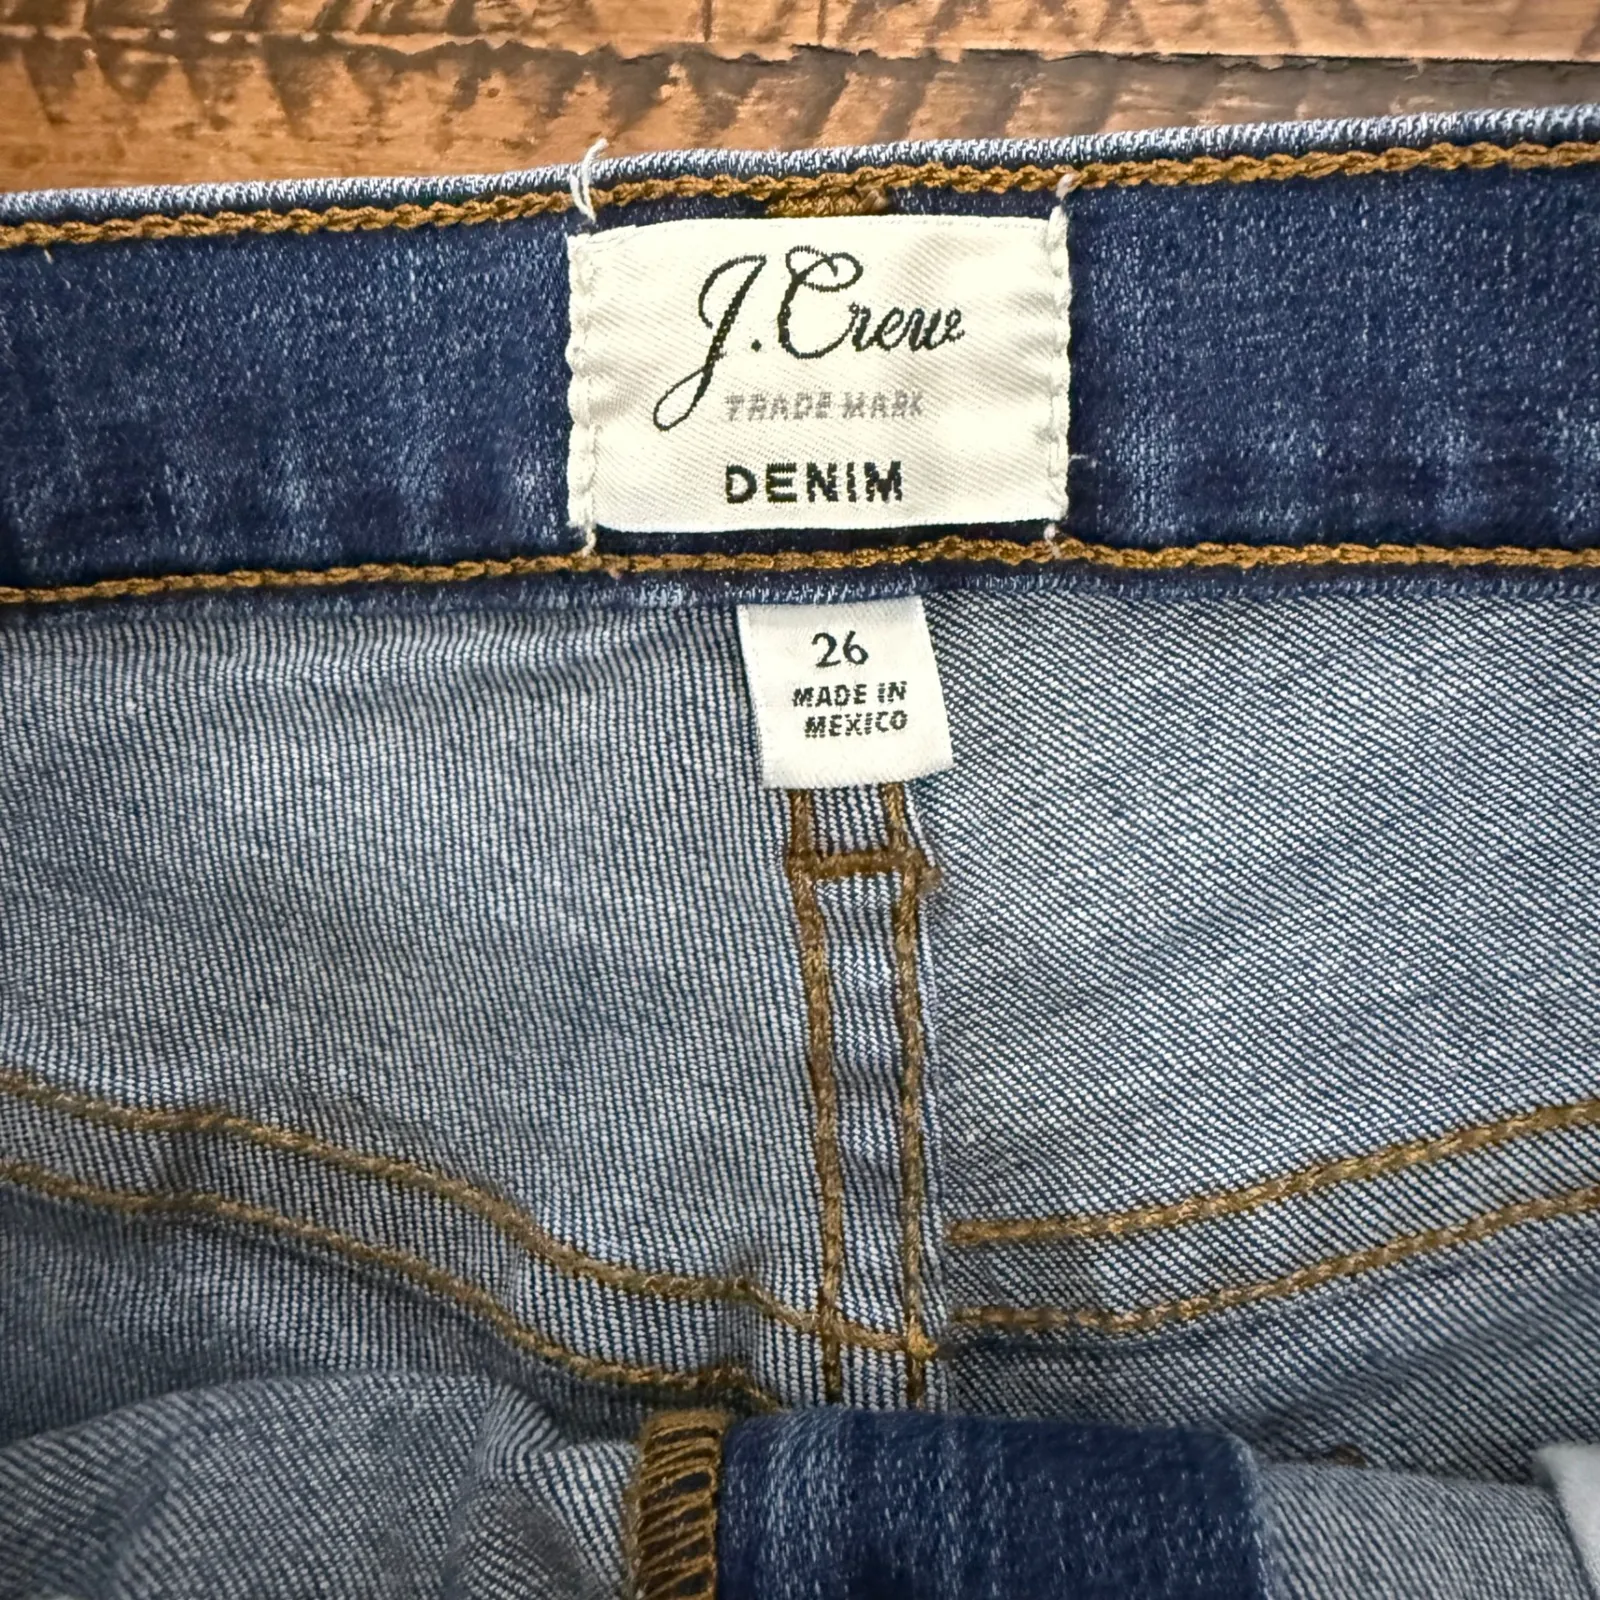 J.Crew
TRADE MARK
DENIM
26
MADE IN
MEXICO